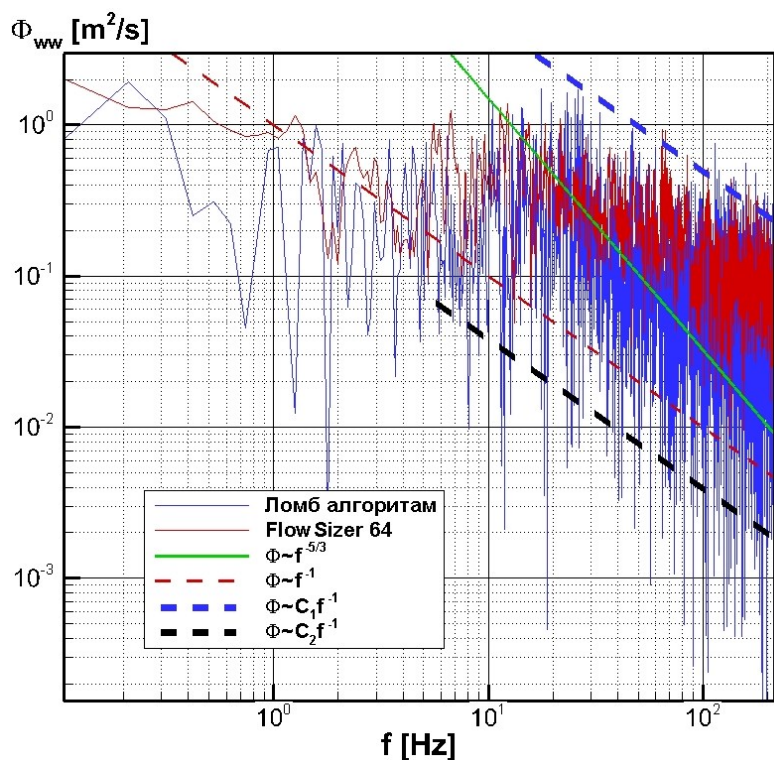 Φww [m²/s]
10⁰
10⁻¹
10⁻²
10⁻³
Ломб алгоритам
Flow Sizer 64
Φ~f⁻⁵/³
Φ~f⁻¹
Φ~C₁f⁻¹
Φ~C₂f⁻¹
10⁰ 10¹ 10²
f [Hz]